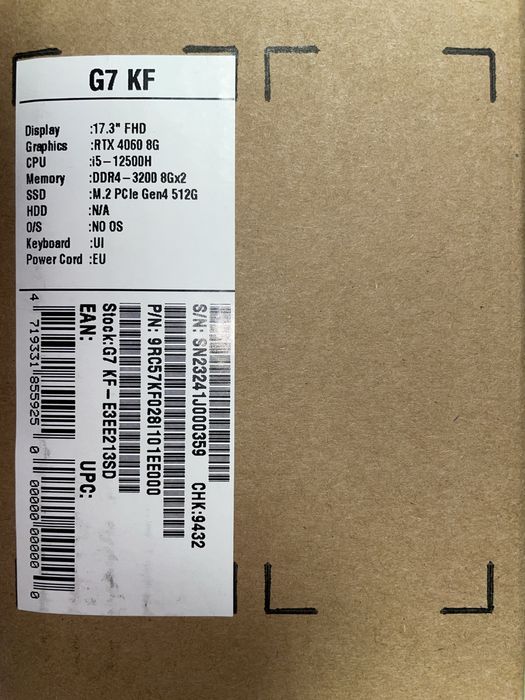 G7 KF
Display :17.3" FHD
Graphics :RTX 4060 8G
CPU :i5-12500H
Memory :DDR4-3200 8Gx2
SSD :M.2 PCIe Gen4 512G
HDD :N/A
O/S :NO OS
Keyboard :UI
Power Cord :EU
S/N: SN23241J000359 CHK:9432
P/N: 9RC57KF028I101EE000
Stock:G7 KF-E3EE213SD
EAN: UPC:
4 719331 855925 0 00000 00000 0